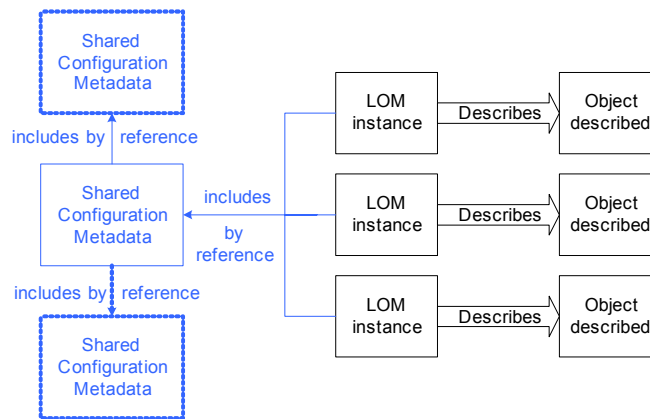 Shared
Configuration
Metadata
includes by reference
Shared
Configuration
Metadata
includes
by
reference
includes by reference
Shared
Configuration
Metadata
LOM
instance
Describes
Object
described
LOM
instance
Describes
Object
described
LOM
instance
Describes
Object
described